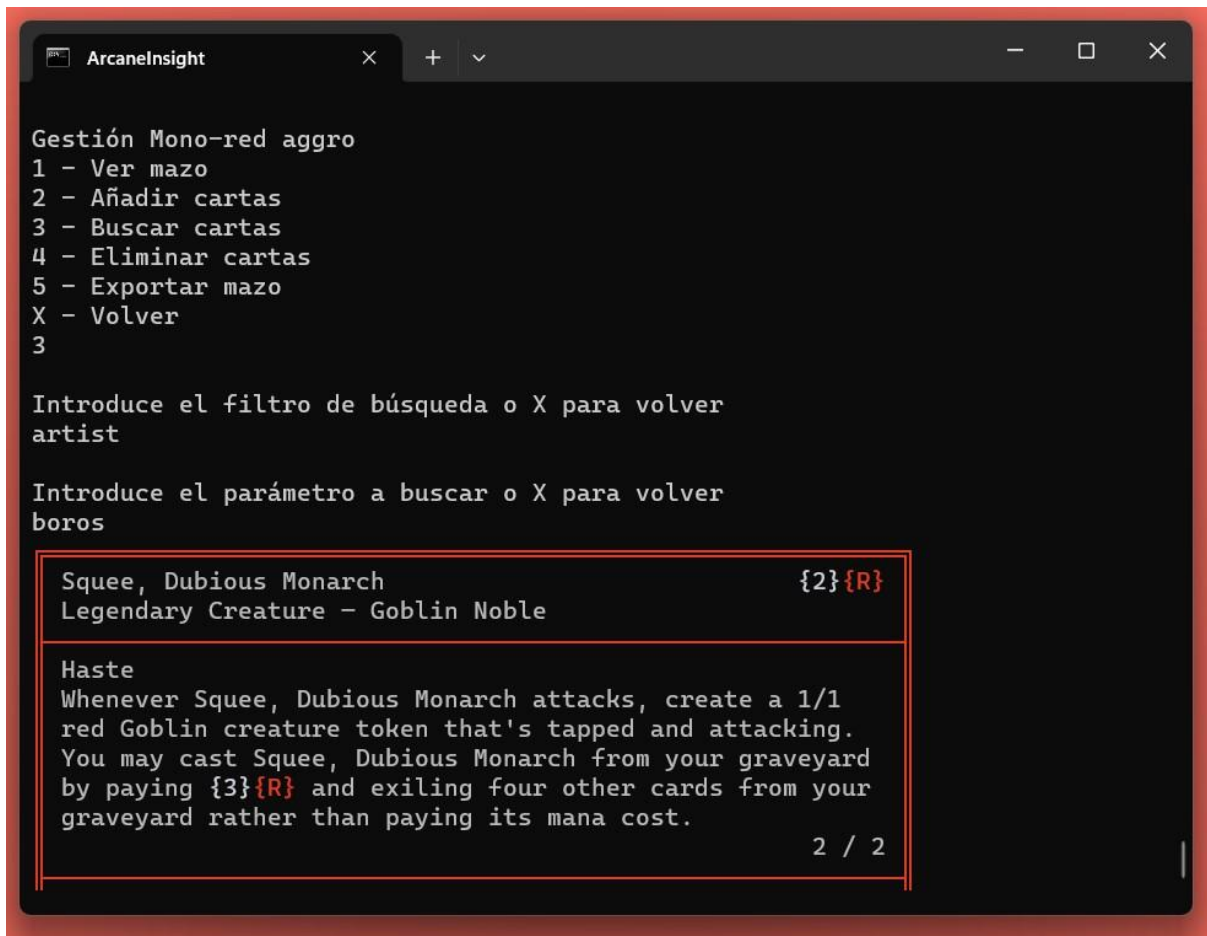 ArcaneInsight
Gestión Mono-red aggro
1 - Ver mazo
2 - Añadir cartas
3 - Buscar cartas
4 - Eliminar cartas
5 - Exportar mazo
X - Volver
3
Introduce el filtro de búsqueda o X para volver
artist
Introduce el parámetro a buscar o X para volver
boros
Squee, Dubious Monarch {2}{R}
Legendary Creature — Goblin Noble
Haste
Whenever Squee, Dubious Monarch attacks, create a 1/1
red Goblin creature token that's tapped and attacking.
You may cast Squee, Dubious Monarch from your graveyard
by paying {3}{R} and exiling four other cards from your
graveyard rather than paying its mana cost.
2 / 2